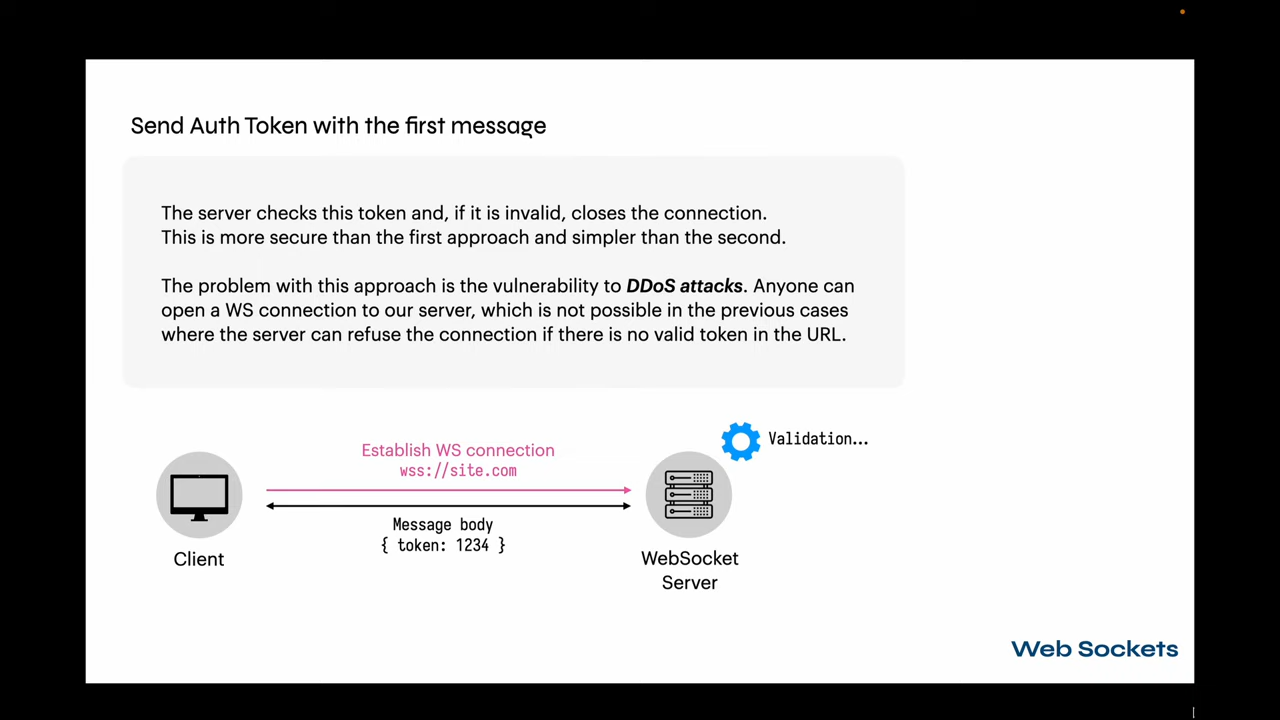 Send Auth Token with the first message
The server checks this token and, if it is invalid, closes the connection.
This is more secure than the first approach and simpler than the second.
The problem with this approach is the vulnerability to DDoS attacks. Anyone can
open a WS connection to our server, which is not possible in the previous cases
where the server can refuse the connection if there is no valid token in the URL.
Validation...
Establish WS connection
wss://site.com
Message body
{ token: 1234 }
Client
WebSocket
Server
Web Sockets